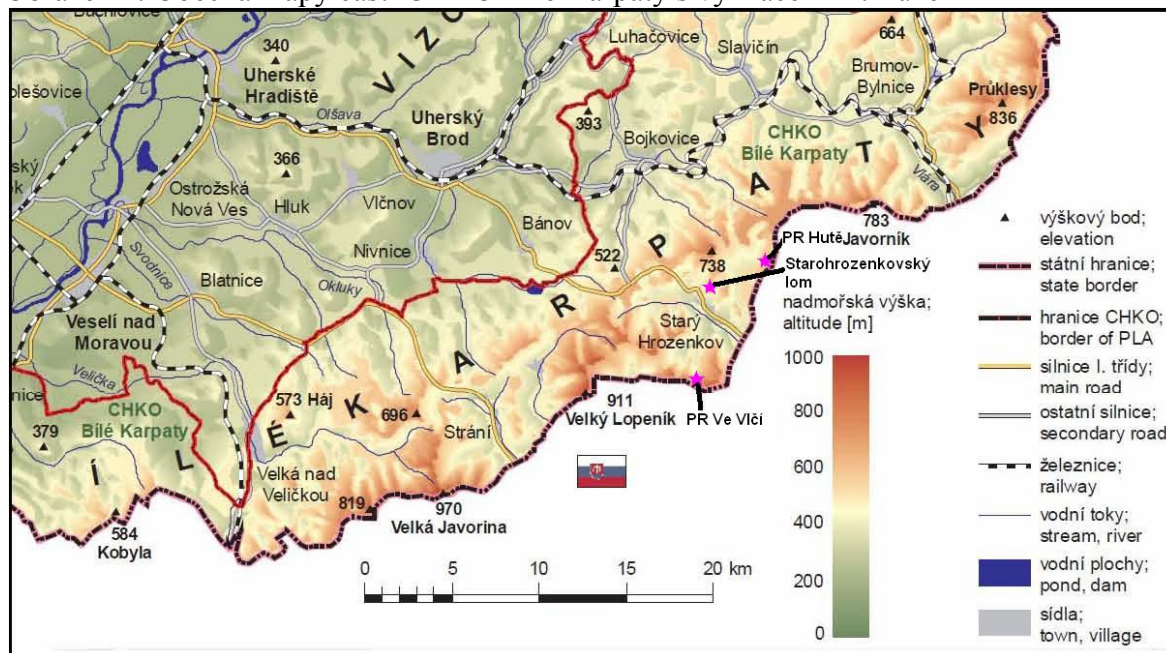 Buchlovice
340
Uherské
Hradiště
olešovice
VIZO
Luhačovice
Slavičín
664
Brumov-
Bylnice
Průklesy
836
Olšava
Uherský
Brod
393
Bojkovice
CHKO
Bílé Karpaty
366
Ostrožská
Nová Ves
Hluk
Vlčnov
Nivnice
Bánov
522
738
783
Javorník
Vlára
PR Hutě
Starohrozenkovský
lom
Svodnice
Blatnice
Okluky
Veselí nad
Moravou
Starý
Hrozenkov
Velička
nice
CHKO
Bílé Karpaty
379
573 Háj
696
Strání
911
Velký Lopeník
PR Ve Vlčí
Velká nad
Veličkou
819
970
Velká Javorina
584
Kobyla
Í L É K A R P A T Y
0 5 10 15 20 km
nadmořská výška;
altitude [m]
1000
800
600
400
200
0
výškový bod;
elevation
státní hranice;
state border
hranice CHKO;
border of PLA
silnice I. třídy;
main road
ostatní silnice;
secondary road
železnice;
railway
vodní toky;
stream, river
vodní plochy;
pond, dam
sídla;
town, village